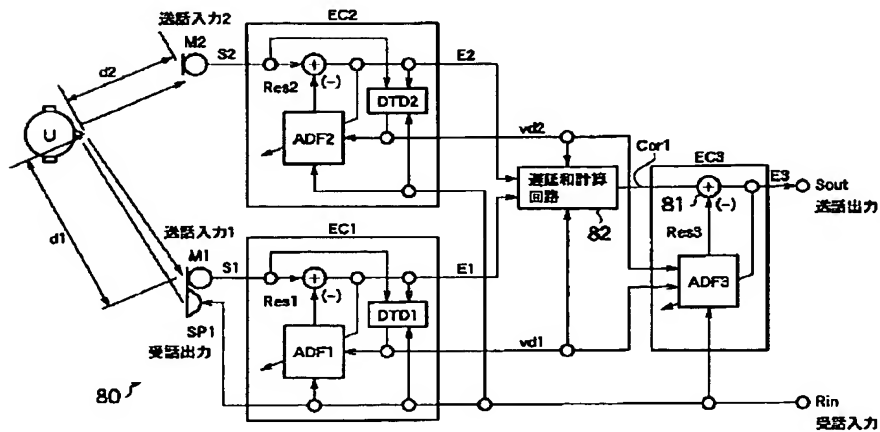 送話入力2
M2
S2
EC2
E2
d2
Res2
(-)
DTD2
ADF2
U
vd2
Cor1
EC3
E3
Sout
送話出力
遅延和計算
回路
82
81
(-)
Res3
ADF3
d1
送話入力1
M1
S1
EC1
E1
Res1
(-)
DTD1
ADF1
SP1
受話出力
vd1
80
Rin
受話入力